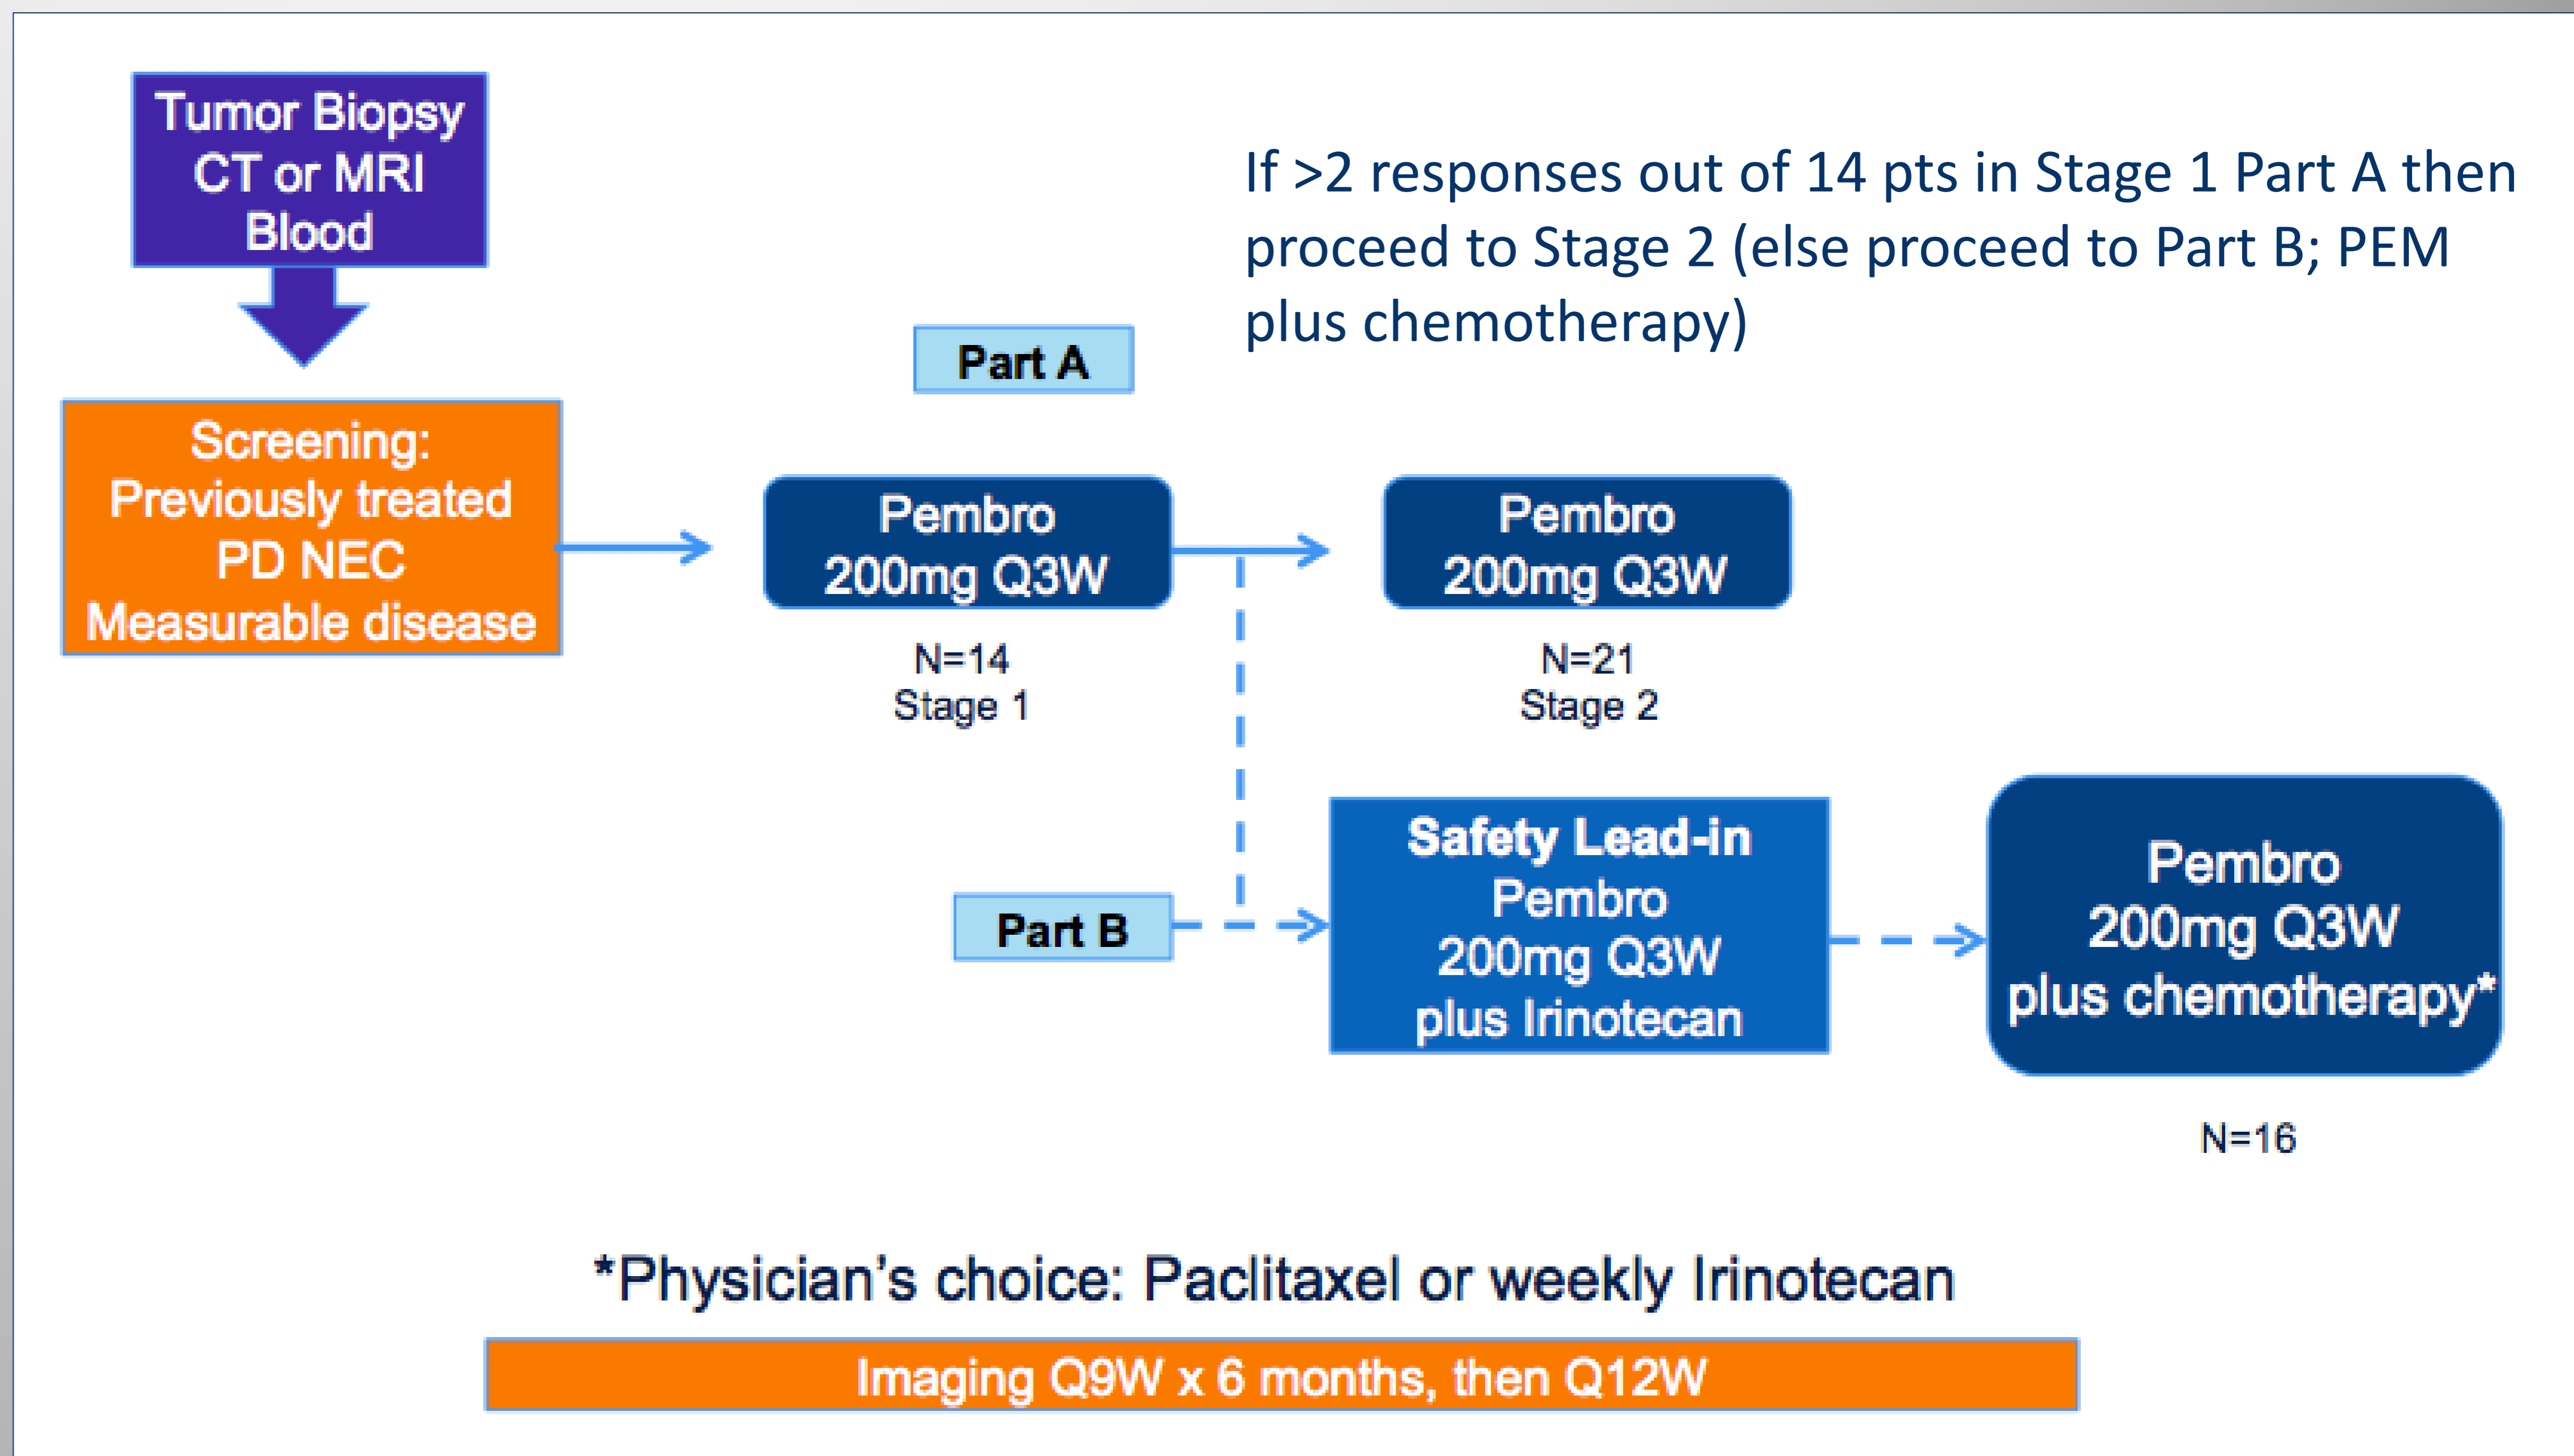 Tumor Biopsy
CT or MRI
Blood
If >2 responses out of 14 pts in Stage 1 Part A then
proceed to Stage 2 (else proceed to Part B; PEM
plus chemotherapy)
Part A
Screening:
Previously treated
PD NEC
Measurable disease
Pembro
200mg Q3W
N=14
Stage 1
Pembro
200mg Q3W
N=21
Stage 2
Part B
Safety Lead-in
Pembro
200mg Q3W
plus Irinotecan
Pembro
200mg Q3W
plus chemotherapy*
N=16
*Physician’s choice: Paclitaxel or weekly Irinotecan
Imaging Q9W x 6 months, then Q12W